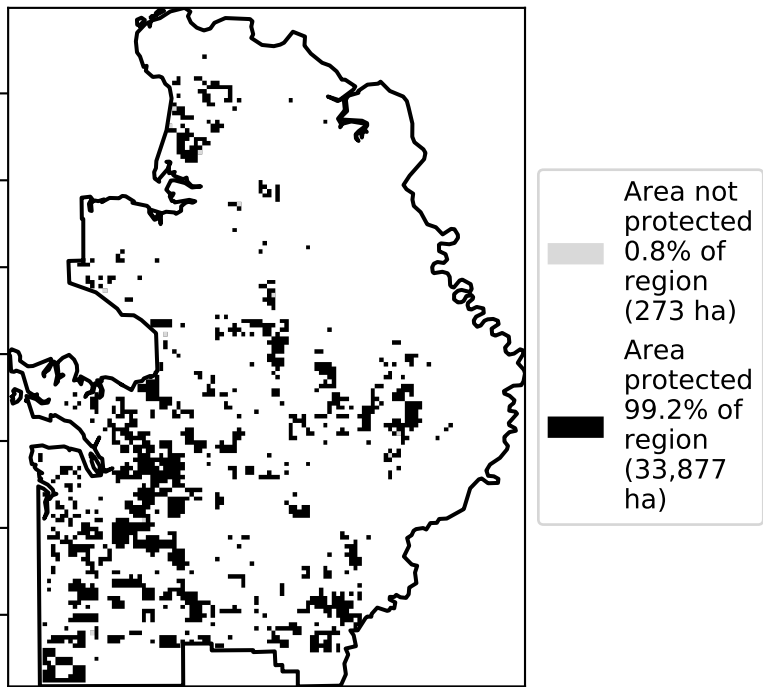 Area not
protected
0.8% of
region
(273 ha)
Area
protected
99.2% of
region
(33,877
ha)